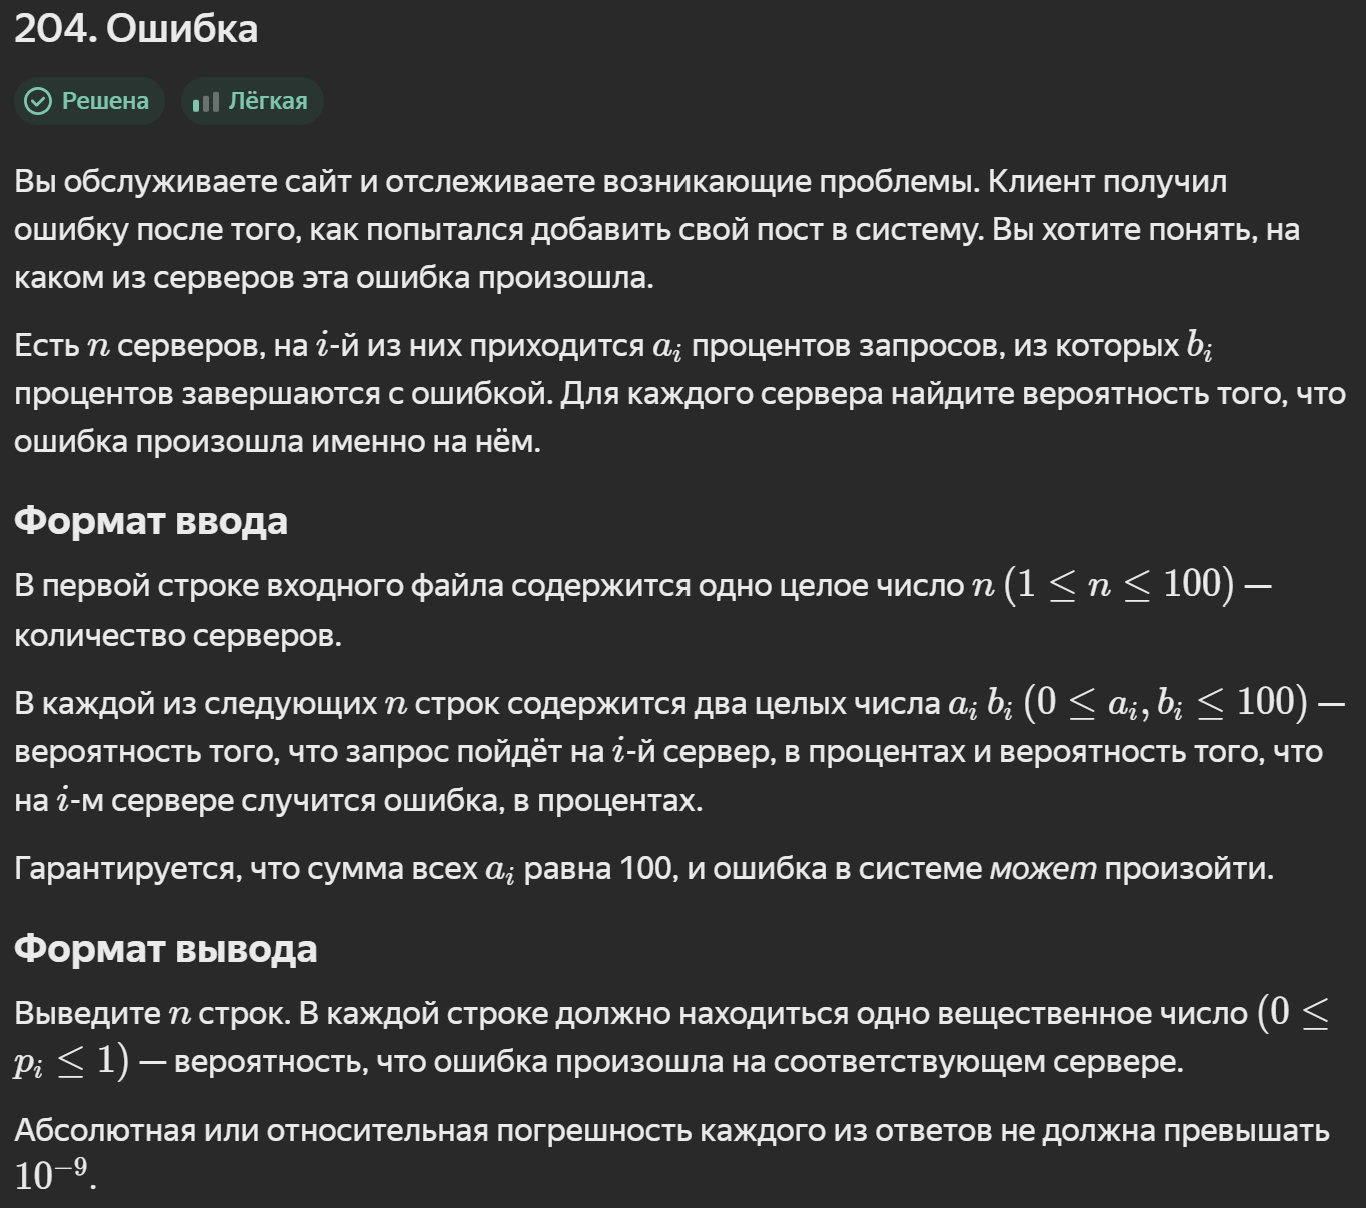 204. Ошибка
Решена
Лёгкая
Вы обслуживаете сайт и отслеживаете возникающие проблемы. Клиент получил
ошибку после того, как попытался добавить свой пост в систему. Вы хотите понять, на
каком из серверов эта ошибка произошла.
Есть n серверов, на i-й из них приходится a_i процентов запросов, из которых b_i
процентов завершаются с ошибкой. Для каждого сервера найдите вероятность того, что
ошибка произошла именно на нём.
Формат ввода
В первой строке входного файла содержится одно целое число n (1 ≤ n ≤ 100) —
количество серверов.
В каждой из следующих n строк содержится два целых числа a_i b_i (0 ≤ a_i, b_i ≤ 100) —
вероятность того, что запрос пойдёт на i-й сервер, в процентах и вероятность того, что
на i-м сервере случится ошибка, в процентах.
Гарантируется, что сумма всех a_i равна 100, и ошибка в системе может произойти.
Формат вывода
Выведите n строк. В каждой строке должно находиться одно вещественное число (0 ≤
p_i ≤ 1) — вероятность, что ошибка произошла на соответствующем сервере.
Абсолютная или относительная погрешность каждого из ответов не должна превышать
10^{-9}.